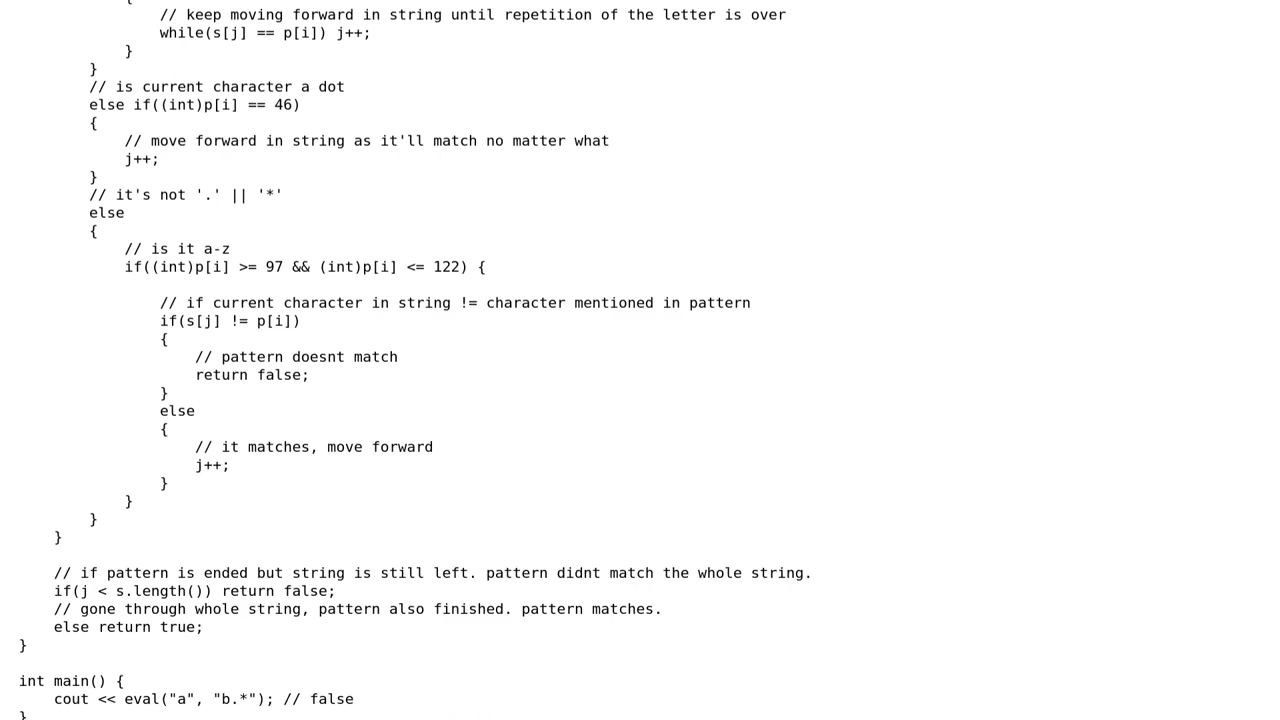 {
// keep moving forward in string until repetition of the letter is over
while(s[j] == p[i]) j++;
}
}
// is current character a dot
else if((int)p[i] == 46)
{
// move forward in string as it'll match no matter what
j++;
}
// it's not '.' || '*'
else
{
// is it a-z
if((int)p[i] >= 97 && (int)p[i] <= 122) {
// if current character in string != character mentioned in pattern
if(s[j] != p[i])
{
// pattern doesnt match
return false;
}
else
{
// it matches, move forward
j++;
}
}
}
}
// if pattern is ended but string is still left. pattern didnt match the whole string.
if(j < s.length()) return false;
// gone through whole string, pattern also finished. pattern matches.
else return true;
}
int main() {
cout << eval("a", "b.*"); // false
}